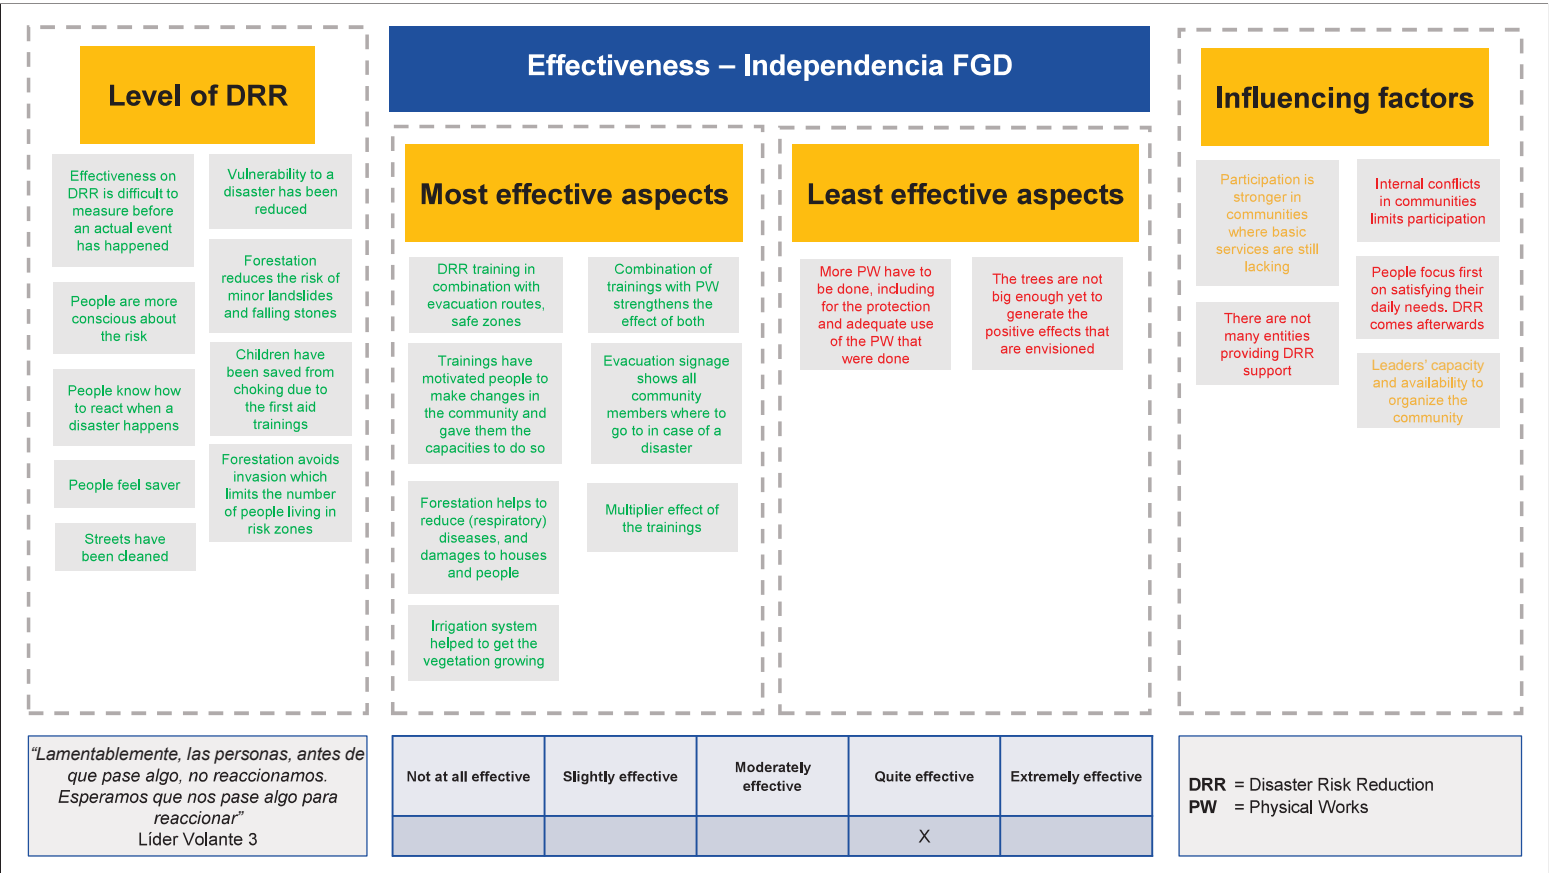 Effectiveness – Independencia FGD
Level of DRR
Effectiveness on
DRR is difficult to
measure before
an actual event
has happened
People are more
conscious about
the risk
People know how
to react when a
disaster happens
People feel saver
Streets have
been cleaned
Vulnerability to a
disaster has been
reduced
Forestation
reduces the risk of
minor landslides
and falling stones
Children have
been saved from
choking due to
the first aid
trainings
Forestation avoids
invasion which
limits the number
of people living in
risk zones
Most effective aspects
DRR training in
combination with
evacuation routes,
safe zones
Trainings have
motivated people to
make changes in
the community and
gave them the
capacities to do so
Forestation helps to
reduce (respiratory)
diseases, and
damages to houses
and people
Irrigation system
helped to get the
vegetation growing
Combination of
trainings with PW
strengthens the
effect of both
Evacuation signage
shows all
community
members where to
go to in case of a
disaster
Multiplier effect of
the trainings
Least effective aspects
More PW have to
be done, including
for the protection
and adequate use
of the PW that
were done
The trees are not
big enough yet to
generate the
positive effects that
are envisioned
Influencing factors
Participation is
stronger in
communities
where basic
services are still
lacking
There are not
many entities
providing DRR
support
Internal conflicts
in communities
limits participation
People focus first
on satisfying their
daily needs. DRR
comes afterwards
Leaders' capacity
and availability to
organize the
community
“Lamentablemente, las personas, antes de
que pase algo, no reaccionamos.
Esperamos que nos pase algo para
reaccionar”
Líder Volante 3
Not at all effective
Slightly effective
Moderately
effective
Quite effective
Extremely effective
X
DRR = Disaster Risk Reduction
PW = Physical Works